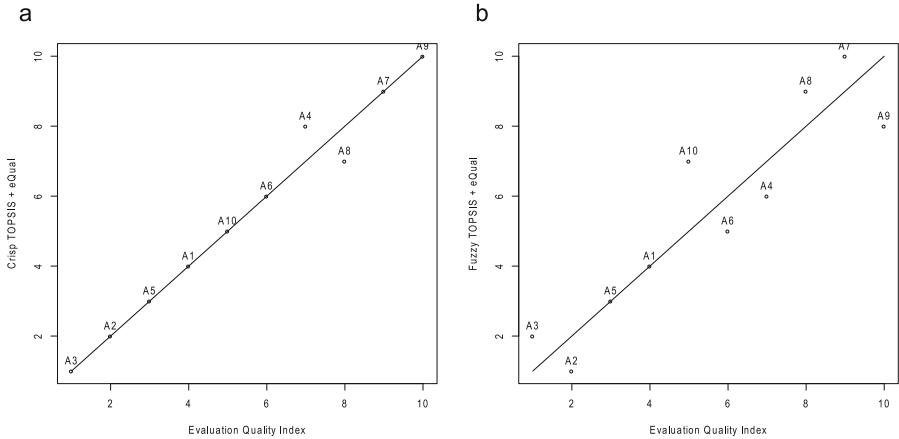 a
A9
A7
A4
A8
A6
A10
A1
A5
A2
A3
10
8
6
4
2
2
4
6
8
10
Crisp TOPSIS + eQual
Evaluation Quality Index
b
A7
A8
A9
A10
A4
A6
A1
A5
A3
A2
10
8
6
4
2
2
4
6
8
10
Fuzzy TOPSIS + eQual
Evaluation Quality Index